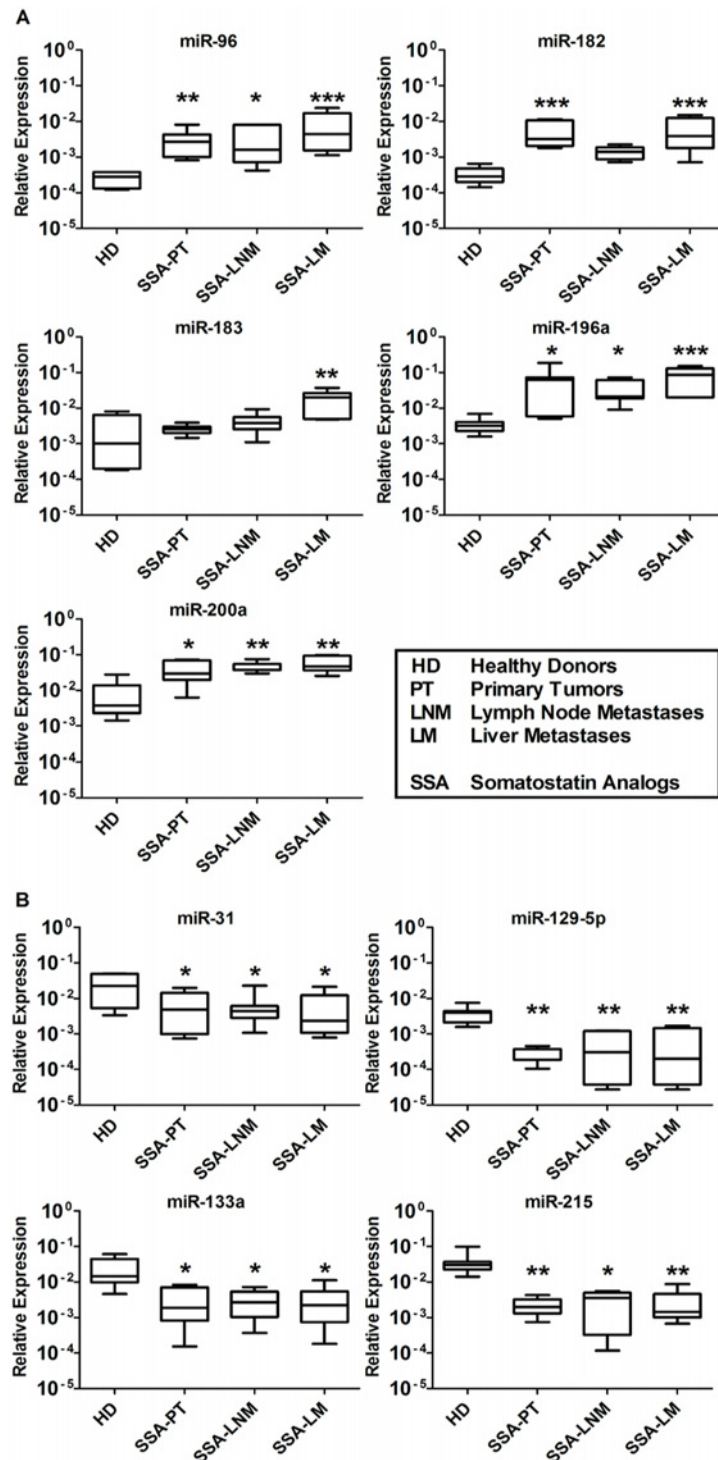 A
miR-96
miR-182
Relative Expression
10⁰
10⁻¹
10⁻²
10⁻³
10⁻⁴
10⁻⁵
** * ***
HD
SSA-PT
SSA-LNM
SSA-LM
Relative Expression
10⁰
10⁻¹
10⁻²
10⁻³
10⁻⁴
10⁻⁵
*** ***
HD
SSA-PT
SSA-LNM
SSA-LM
miR-183
miR-196a
Relative Expression
10⁰
10⁻¹
10⁻²
10⁻³
10⁻⁴
10⁻⁵
**
HD
SSA-PT
SSA-LNM
SSA-LM
Relative Expression
10⁰
10⁻¹
10⁻²
10⁻³
10⁻⁴
10⁻⁵
* * ***
HD
SSA-PT
SSA-LNM
SSA-LM
miR-200a
Relative Expression
10⁰
10⁻¹
10⁻²
10⁻³
10⁻⁴
10⁻⁵
* ** **
HD
SSA-PT
SSA-LNM
SSA-LM
HD Healthy Donors
PT Primary Tumors
LNM Lymph Node Metastases
LM Liver Metastases
SSA Somatostatin Analogs
B
miR-31
miR-129-5p
Relative Expression
10⁰
10⁻¹
10⁻²
10⁻³
10⁻⁴
10⁻⁵
* * *
HD
SSA-PT
SSA-LNM
SSA-LM
Relative Expression
10⁰
10⁻¹
10⁻²
10⁻³
10⁻⁴
10⁻⁵
** ** **
HD
SSA-PT
SSA-LNM
SSA-LM
miR-133a
miR-215
Relative Expression
10⁰
10⁻¹
10⁻²
10⁻³
10⁻⁴
10⁻⁵
* * *
HD
SSA-PT
SSA-LNM
SSA-LM
Relative Expression
10⁰
10⁻¹
10⁻²
10⁻³
10⁻⁴
10⁻⁵
** * **
HD
SSA-PT
SSA-LNM
SSA-LM